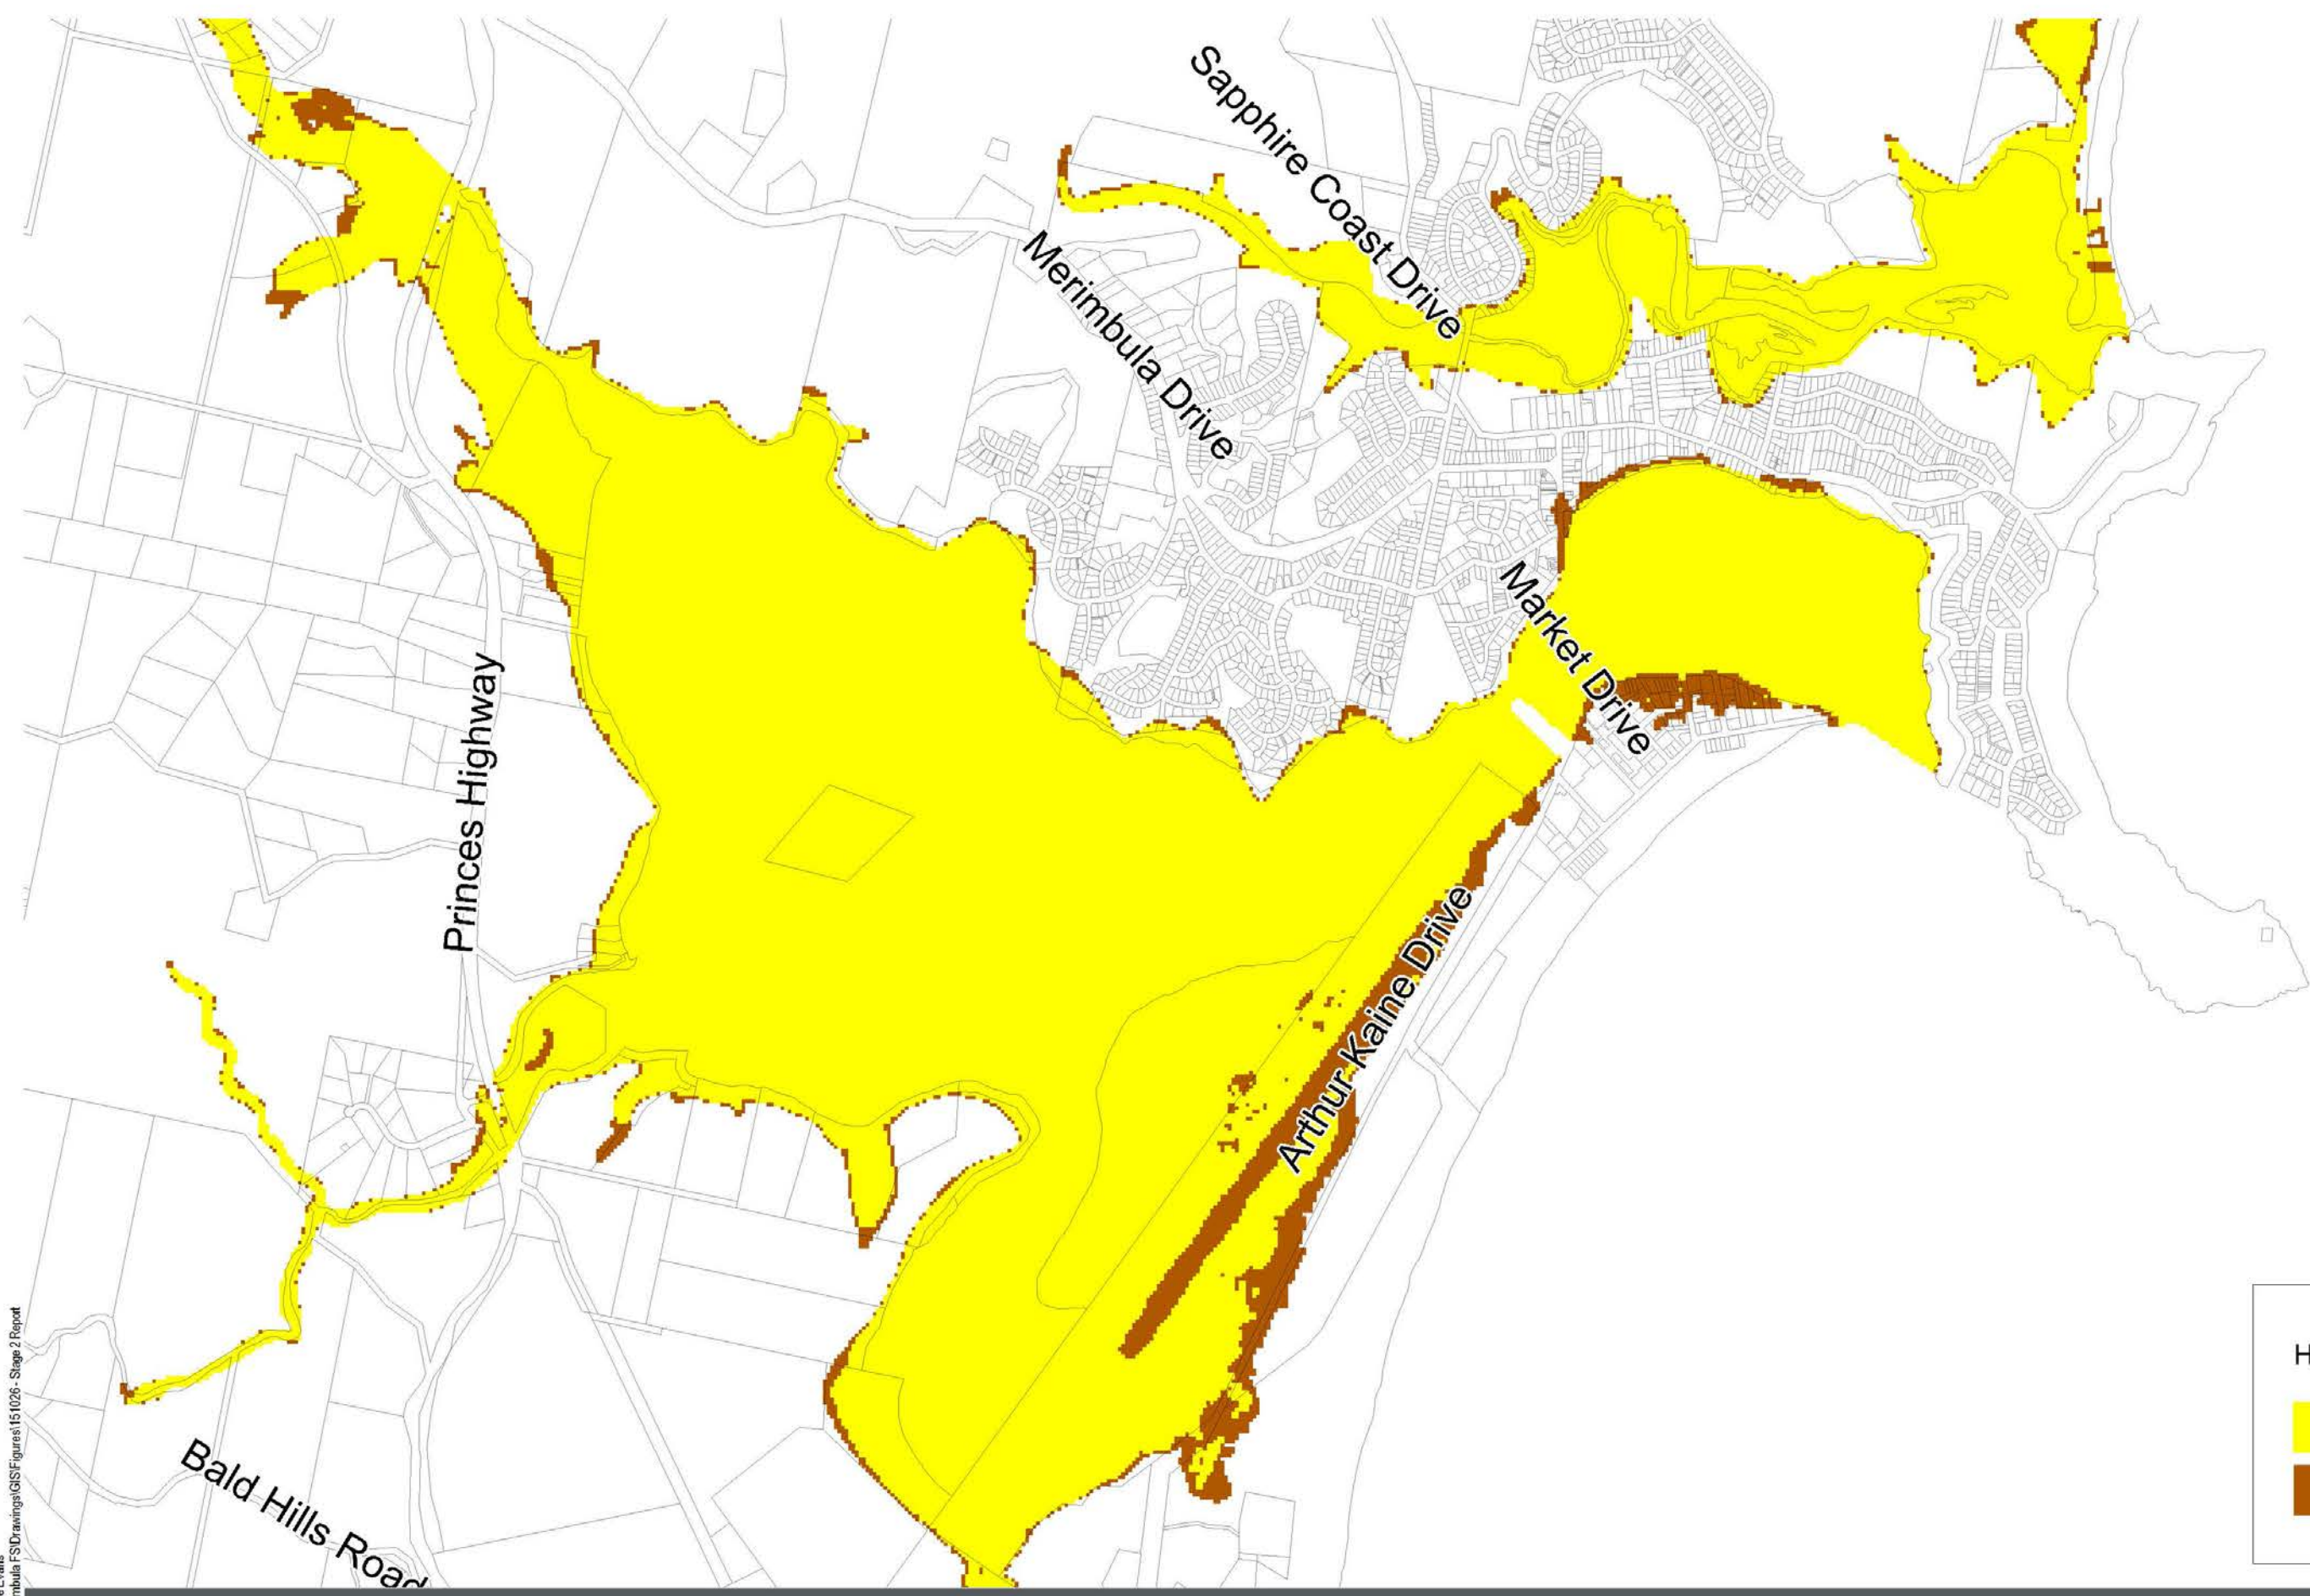 Sapphire Coast Drive
Merimbula Drive
Market Drive
Princes Highway
Arthur Kaine Drive
Bald Hills Road
H
mbula FS\Drawings\GIS\Figures\151026 - Stage 2 Report